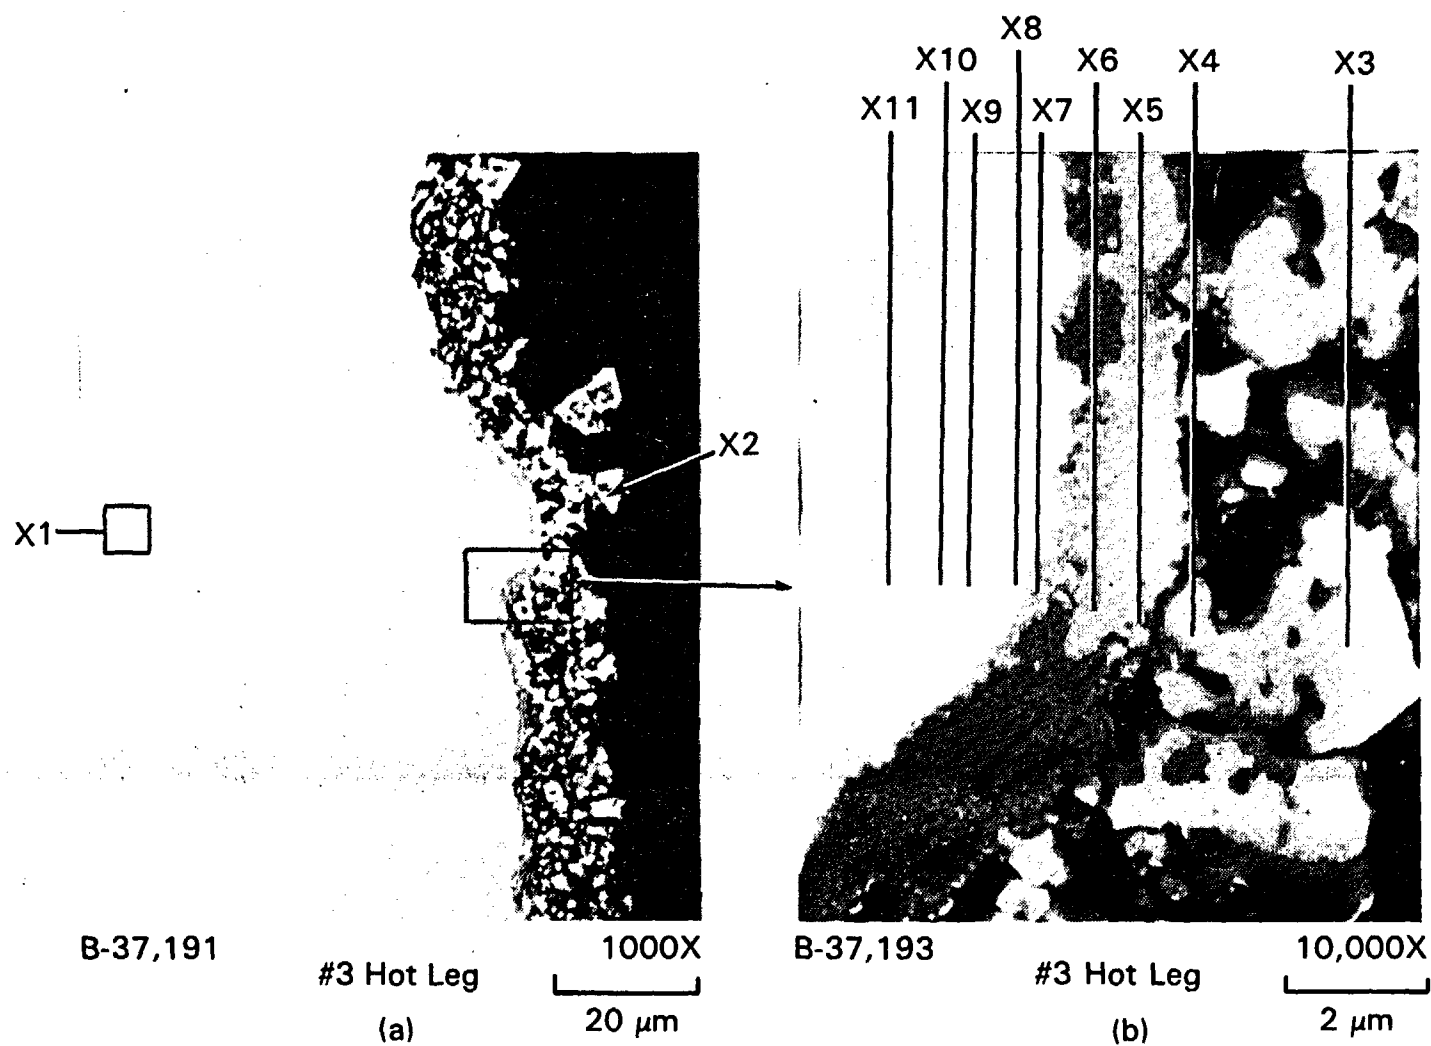 X8
X10 X6 X4 X3
X11 X9 X7 X5
X2
X1
B-37,191 1000X B-37,193 10,000X
#3 Hot Leg #3 Hot Leg
20 μm 2 μm
(a) (b)